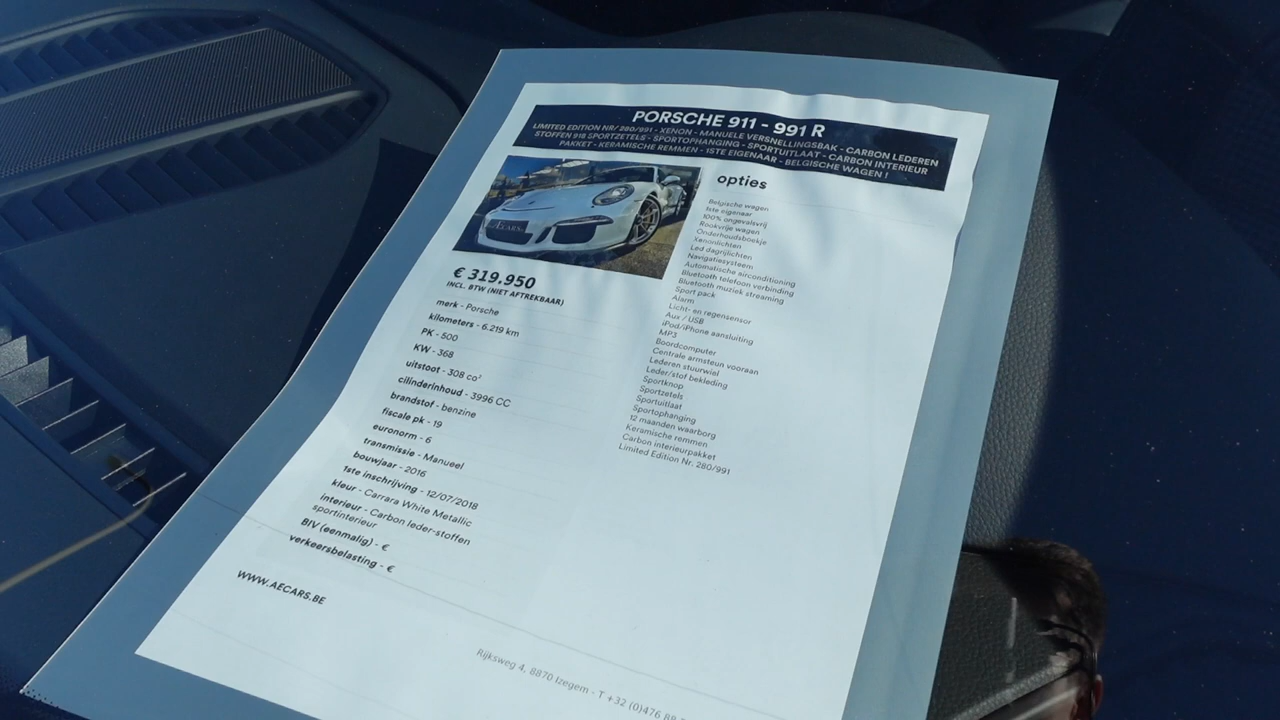 PORSCHE 911 - 991 R
LIMITED EDITION NR/ 280/991 - XENON - MANUELE VERSNELLINGSBAK - CARBON LEDEREN
STOFFEN 918 SPORTZETELS - SPORTOPHANGING - SPORTUITLAAT - CARBON INTERIEUR
PAKKET - KERAMISCHE REMMEN - 1STE EIGENAAR - BELGISCHE WAGEN !
AECARS
€ 319.950
INCL. BTW (NIET AFTREKBAAR)
merk - Porsche
kilometers - 6.219 km
PK - 500
KW - 368
uitstoot - 308 co²
cilinderinhoud - 3996 CC
brandstof - benzine
fiscale pk - 19
euronorm - 6
transmissie - Manueel
bouwjaar - 2016
1ste inschrijving - 12/07/2018
kleur - Carrara White Metallic
interieur - Carbon leder-stoffen
sportinterieur
BIV (eenmalig) - €
verkeersbelasting - €
opties
Belgische wagen
1ste eigenaar
100% ongevalsvrij
Rookvrije wagen
Onderhoudsboekje
Xenonlichten
Led dagrijlichten
Navigatiesysteem
Automatische airconditioning
Bluetooth telefoon verbinding
Bluetooth muziek streaming
Sport pack
Alarm
Licht- en regensensor
Aux / USB
iPod/iPhone aansluiting
MP3
Boordcomputer
Centrale armsteun vooraan
Lederen stuurwiel
Leder/stof bekleding
Sportknop
Sportzetels
Sportuitlaat
Sportophanging
12 maanden waarborg
Keramische remmen
Carbon interieurpakket
Limited Edition Nr. 280/991
WWW.AECARS.BE
Rijksweg 4, 8870 Izegem - T +32 (0)476 88